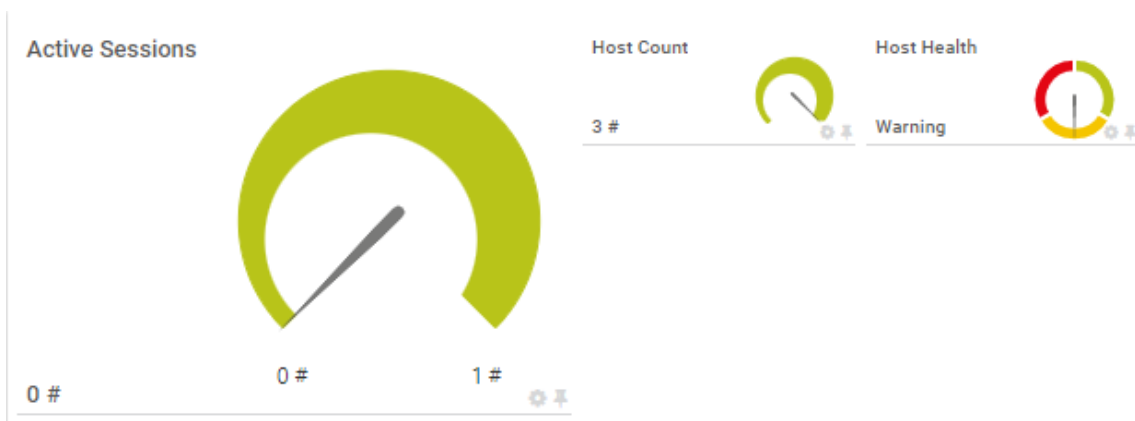 Active Sessions
0 #
1 #
0 #
Host Count
3 #
Host Health
Warning